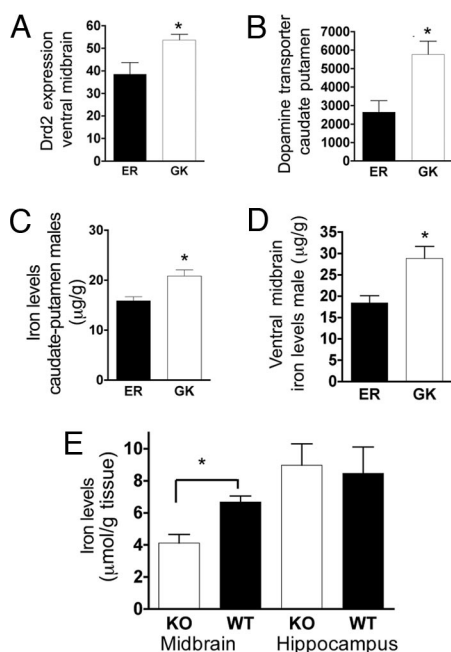 A
Drd2 expression
ventral midbrain
60
50
40
30
20
10
0
*
ER GK
B
Dopamine transporter
caudate putamen
8000
7000
6000
5000
4000
3000
2000
1000
0
*
ER GK
C
Iron levels
caudate-putamen males
(µg/g)
30
20
10
0
*
ER GK
D
Ventral midbrain
iron levels male (µg/g)
35
30
25
20
15
10
5
0
*
ER GK
E
Iron levels
(µmol/g tissue)
12
10
8
6
4
2
0
*
KO WT KO WT
Midbrain Hippocampus